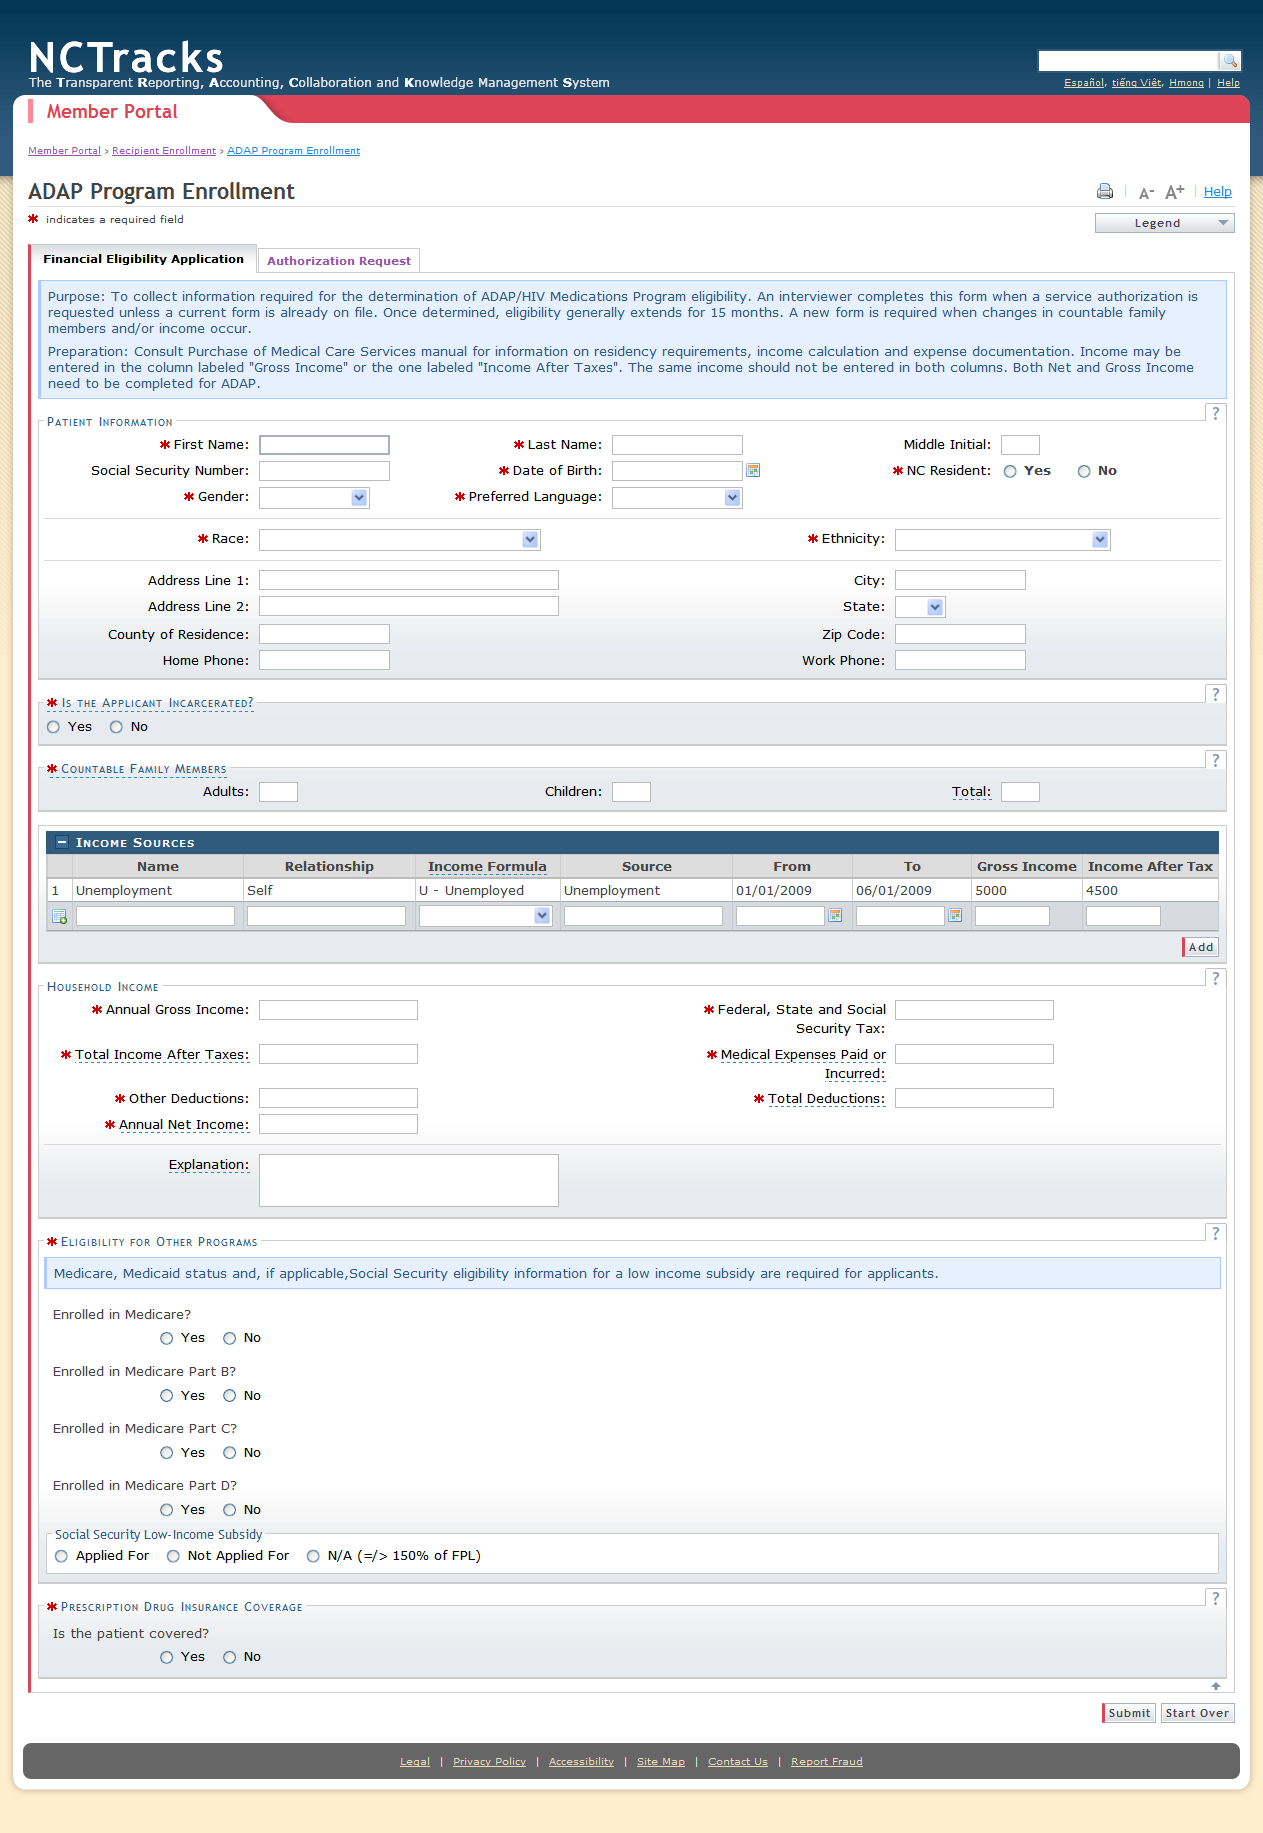 NCTracks
The Transparent Reporting, Accounting, Collaboration and Knowledge Management System
Español, tiếng Việt, Hmong | Help
Member Portal
Member Portal > Recipient Enrollment > ADAP Program Enrollment
ADAP Program Enrollment
A- A+ Help
* indicates a required field
Legend
Financial Eligibility Application
Authorization Request
Purpose: To collect information required for the determination of ADAP/HIV Medications Program eligibility. An interviewer completes this form when a service authorization is
requested unless a current form is already on file. Once determined, eligibility generally extends for 15 months. A new form is required when changes in countable family
members and/or income occur.
Preparation: Consult Purchase of Medical Care Services manual for information on residency requirements, income calculation and expense documentation. Income may be
entered in the column labeled "Gross Income" or the one labeled "Income After Taxes". The same income should not be entered in both columns. Both Net and Gross Income
need to be completed for ADAP.
Patient Information ?
* First Name: * Last Name: Middle Initial:
Social Security Number: * Date of Birth: * NC Resident: Yes No
* Gender: * Preferred Language:
* Race: * Ethnicity:
Address Line 1: City:
Address Line 2: State:
County of Residence: Zip Code:
Home Phone: Work Phone:
* Is the Applicant Incarcerated? ?
Yes No
* Countable Family Members ?
Adults: Children: Total:
Income Sources
Name Relationship Income Formula Source From To Gross Income Income After Tax
1 Unemployment Self U - Unemployed Unemployment 01/01/2009 06/01/2009 5000 4500
Add
Household Income ?
* Annual Gross Income: * Federal, State and Social
Security Tax:
* Total Income After Taxes: * Medical Expenses Paid or
Incurred:
* Other Deductions: * Total Deductions:
* Annual Net Income:
Explanation:
* Eligibility for Other Programs ?
Medicare, Medicaid status and, if applicable,Social Security eligibility information for a low income subsidy are required for applicants.
Enrolled in Medicare?
Yes No
Enrolled in Medicare Part B?
Yes No
Enrolled in Medicare Part C?
Yes No
Enrolled in Medicare Part D?
Yes No
Social Security Low-Income Subsidy
Applied For Not Applied For N/A (=/> 150% of FPL)
* Prescription Drug Insurance Coverage ?
Is the patient covered?
Yes No
Submit Start Over
Legal | Privacy Policy | Accessibility | Site Map | Contact Us | Report Fraud